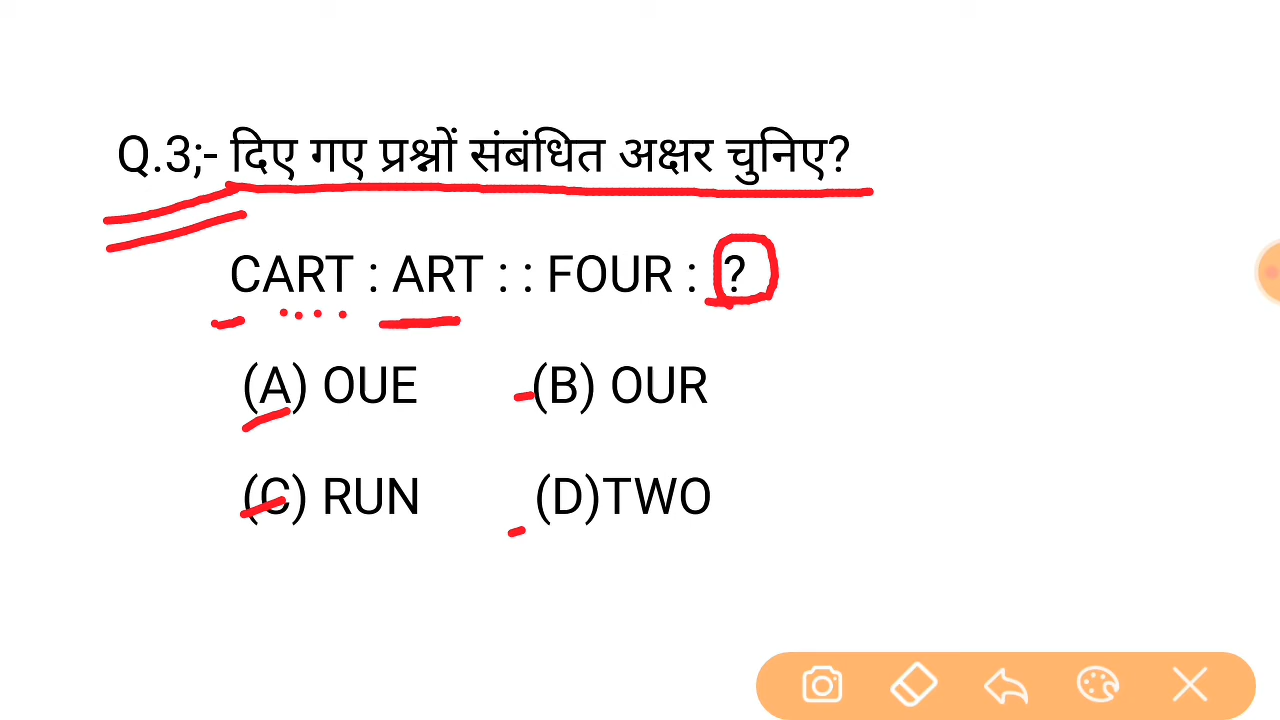 Q.3;- दिए गए प्रश्नों संबंधित अक्षर चुनिए?
CART : ART : : FOUR : ?
(A) OUE (B) OUR
(C) RUN (D)TWO